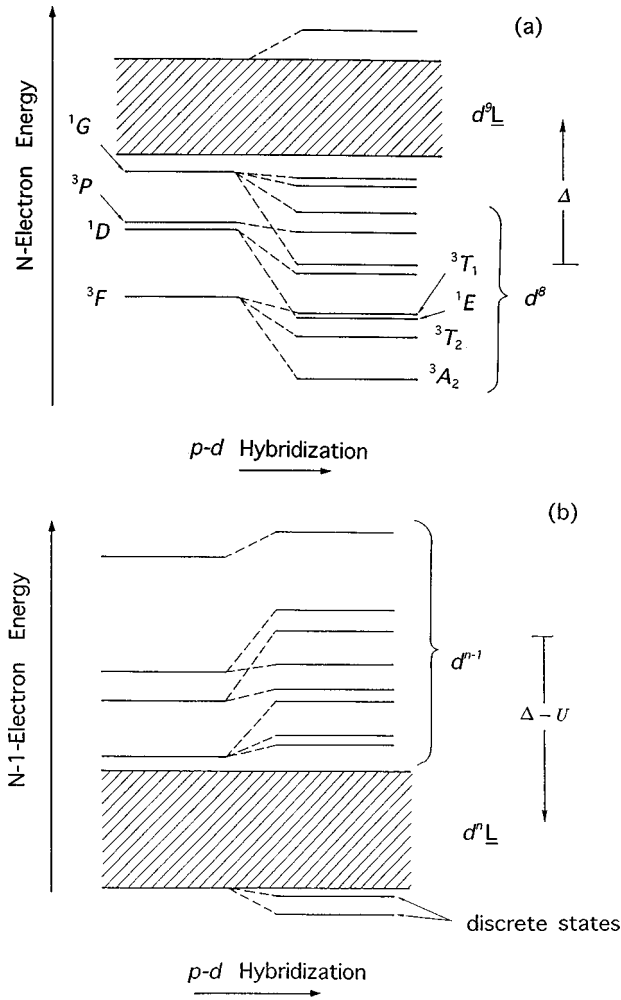 (a)
N-Electron Energy
d⁹L̲
¹G
³P
¹D
³F
Δ
³T₁
¹E
³T₂
³A₂
d⁸
p-d Hybridization
(b)
N-1-Electron Energy
dⁿ⁻¹
Δ – U
dⁿL̲
discrete states
p-d Hybridization